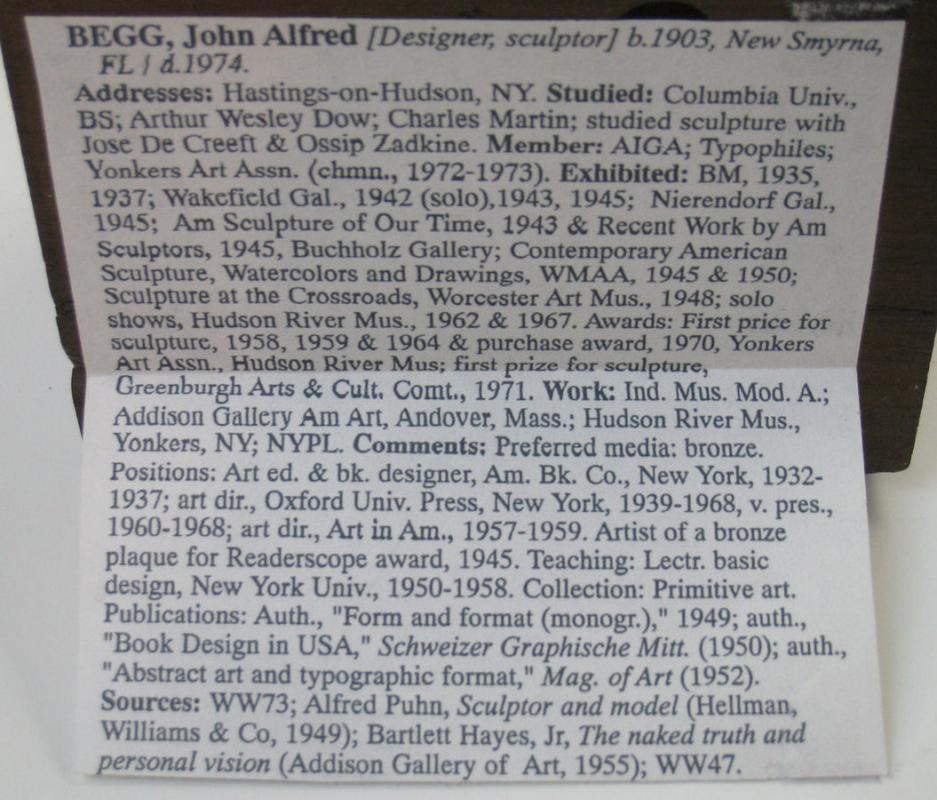 BEGG, John Alfred [Designer, sculptor] b.1903, New Smyrna,
FL / d.1974.
Addresses: Hastings-on-Hudson, NY. Studied: Columbia Univ.,
BS; Arthur Wesley Dow; Charles Martin; studied sculpture with
Jose De Creeft & Ossip Zadkine. Member: AIGA; Typophiles;
Yonkers Art Assn. (chmn., 1972-1973). Exhibited: BM, 1935,
1937; Wakefield Gal., 1942 (solo),1943, 1945; Nierendorf Gal.,
1945; Am Sculpture of Our Time, 1943 & Recent Work by Am
Sculptors, 1945, Buchholz Gallery; Contemporary American
Sculpture, Watercolors and Drawings, WMAA, 1945 & 1950;
Sculpture at the Crossroads, Worcester Art Mus., 1948; solo
shows, Hudson River Mus., 1962 & 1967. Awards: First price for
sculpture, 1958, 1959 & 1964 & purchase award, 1970, Yonkers
Art Assn., Hudson River Mus; first prize for sculpture,
Greenburgh Arts & Cult. Comt., 1971. Work: Ind. Mus. Mod. A.;
Addison Gallery Am Art, Andover, Mass.; Hudson River Mus.,
Yonkers, NY; NYPL. Comments: Preferred media: bronze.
Positions: Art ed. & bk. designer, Am. Bk. Co., New York, 1932-
1937; art dir., Oxford Univ. Press, New York, 1939-1968, v. pres.,
1960-1968; art dir., Art in Am., 1957-1959. Artist of a bronze
plaque for Readerscope award, 1945. Teaching: Lectr. basic
design, New York Univ., 1950-1958. Collection: Primitive art.
Publications: Auth., "Form and format (monogr.)," 1949; auth.,
"Book Design in USA," Schweizer Graphische Mitt. (1950); auth.,
"Abstract art and typographic format," Mag. of Art (1952).
Sources: WW73; Alfred Puhn, Sculptor and model (Hellman,
Williams & Co, 1949); Bartlett Hayes, Jr, The naked truth and
personal vision (Addison Gallery of Art, 1955); WW47.